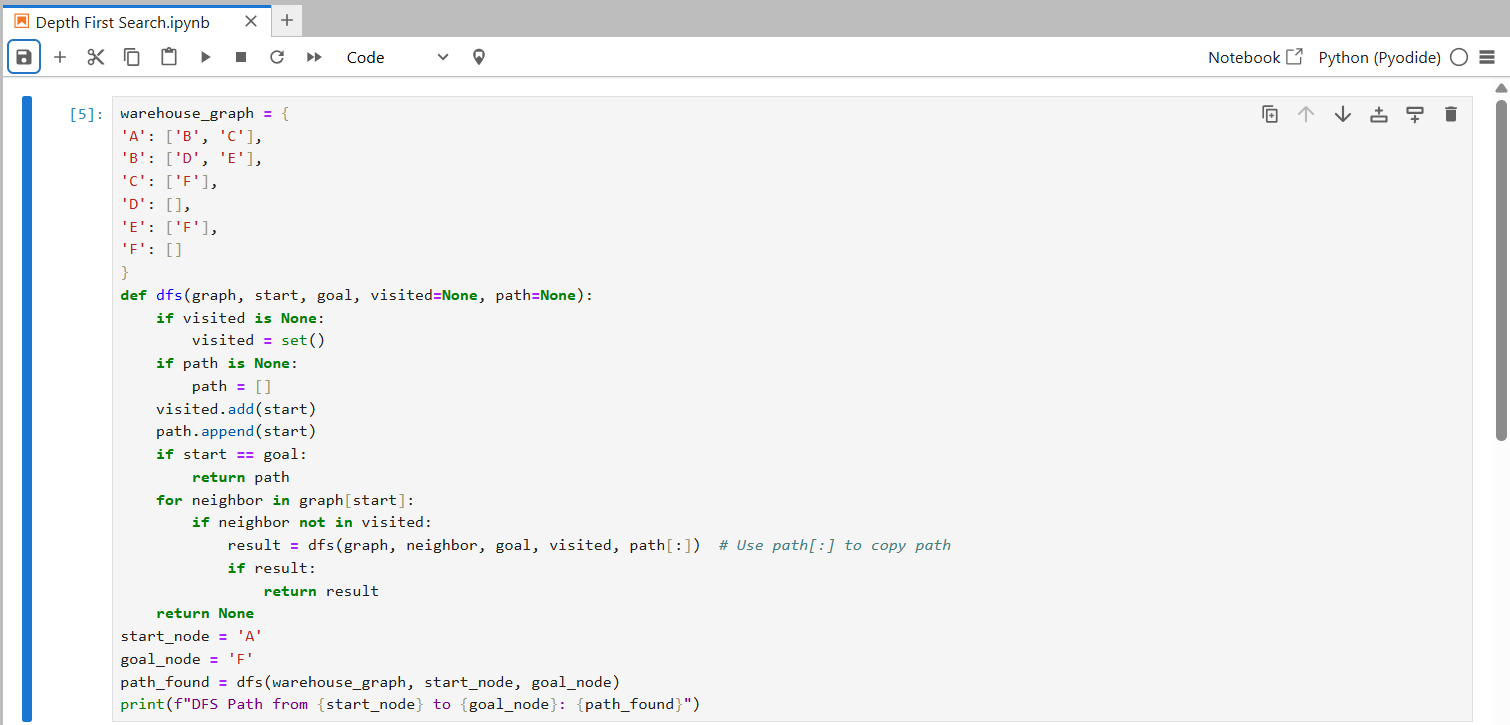 Depth First Search.ipynb
Code
Notebook
Python (Pyodide)
[5]:
warehouse_graph = {
'A': ['B', 'C'],
'B': ['D', 'E'],
'C': ['F'],
'D': [],
'E': ['F'],
'F': []
}
def dfs(graph, start, goal, visited=None, path=None):
    if visited is None:
        visited = set()
    if path is None:
        path = []
    visited.add(start)
    path.append(start)
    if start == goal:
        return path
    for neighbor in graph[start]:
        if neighbor not in visited:
            result = dfs(graph, neighbor, goal, visited, path[:])  # Use path[:] to copy path
            if result:
                return result
    return None
start_node = 'A'
goal_node = 'F'
path_found = dfs(warehouse_graph, start_node, goal_node)
print(f"DFS Path from {start_node} to {goal_node}: {path_found}")